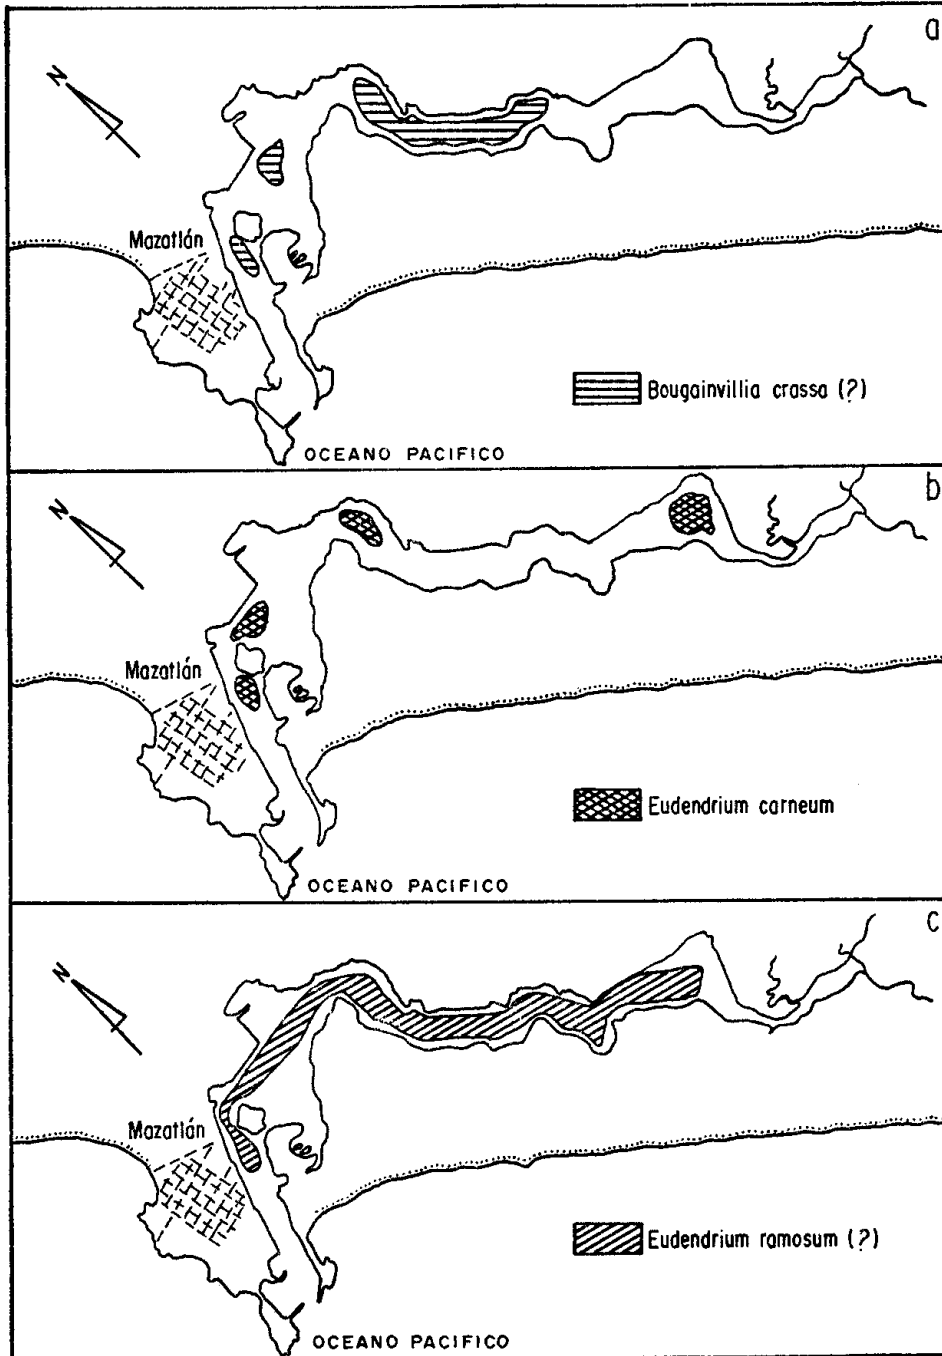 a
N
Mazatlán
Bougainvillia crassa (?)
OCEANO PACIFICO
b
N
Mazatlán
Eudendrium carneum
OCEANO PACIFICO
c
N
Mazatlán
Eudendrium ramosum (?)
OCEANO PACIFICO